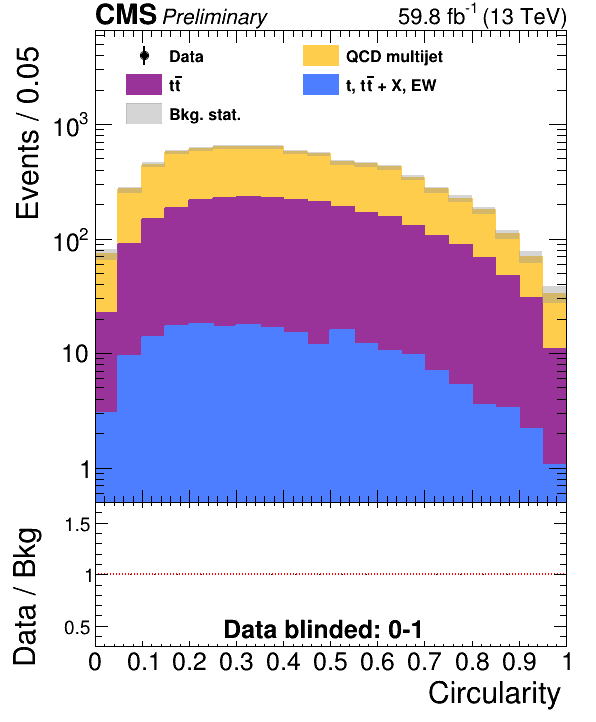 CMS Preliminary 59.8 fb⁻¹ (13 TeV)
Data QCD multijet
tt̅ t, tt̅ + X, EW
Bkg. stat.
Events / 0.05
10³
10²
10
1
Data / Bkg
1.5
1
0.5
Data blinded: 0-1
0 0.1 0.2 0.3 0.4 0.5 0.6 0.7 0.8 0.9 1
Circularity